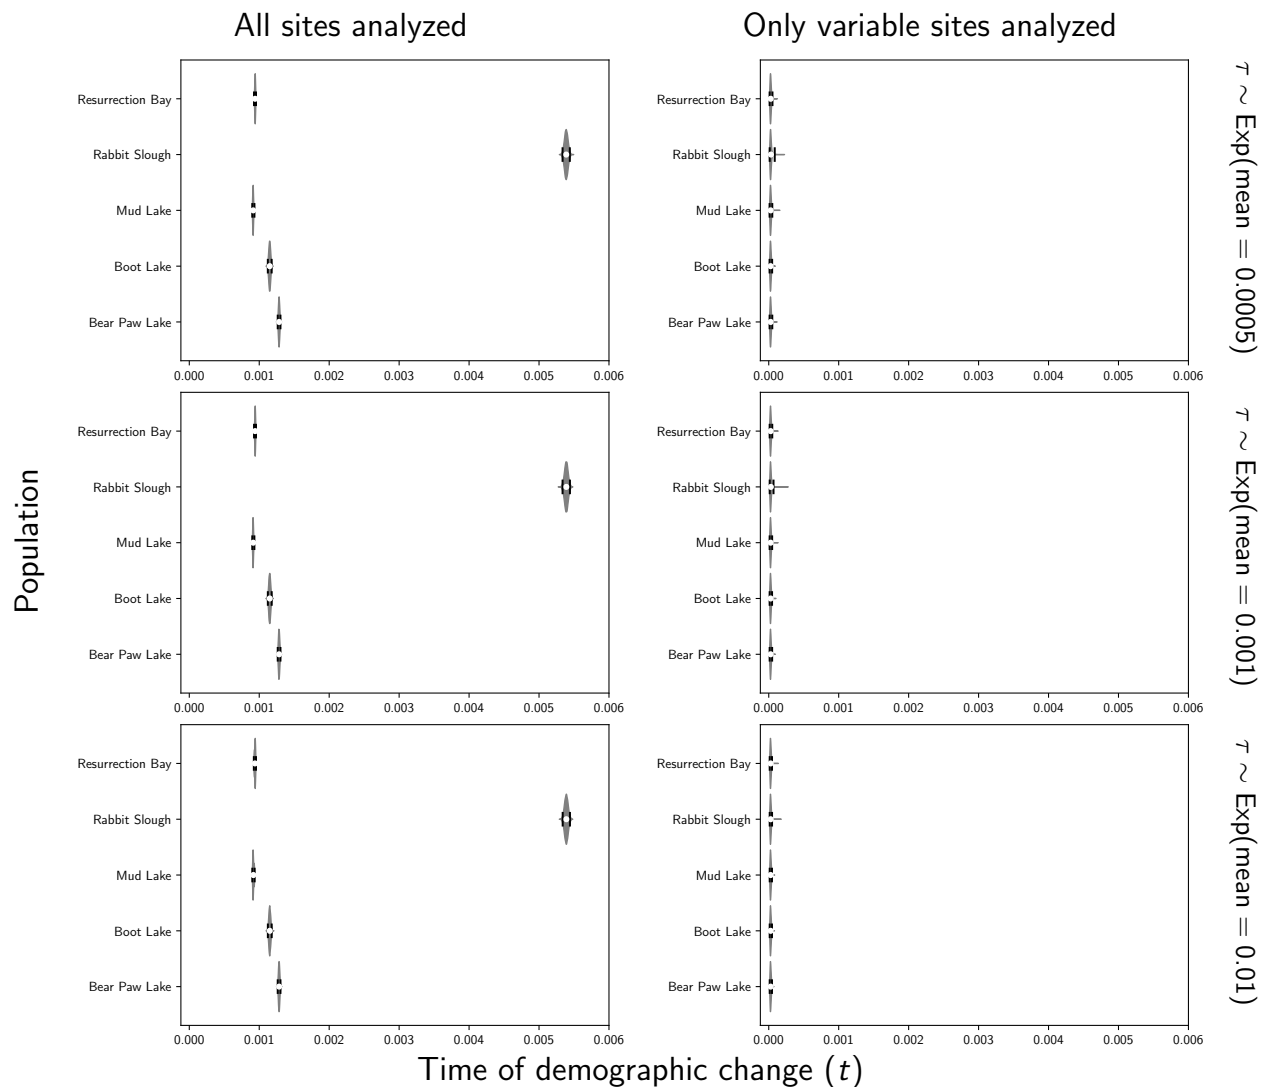 All sites analyzed
Only variable sites analyzed
Resurrection Bay
Rabbit Slough
Mud Lake
Boot Lake
Bear Paw Lake
0.000 0.001 0.002 0.003 0.004 0.005 0.006
Resurrection Bay
Rabbit Slough
Mud Lake
Boot Lake
Bear Paw Lake
0.000 0.001 0.002 0.003 0.004 0.005 0.006
τ ∼ Exp(mean = 0.0005)
Population
Resurrection Bay
Rabbit Slough
Mud Lake
Boot Lake
Bear Paw Lake
0.000 0.001 0.002 0.003 0.004 0.005 0.006
Resurrection Bay
Rabbit Slough
Mud Lake
Boot Lake
Bear Paw Lake
0.000 0.001 0.002 0.003 0.004 0.005 0.006
τ ∼ Exp(mean = 0.001)
Resurrection Bay
Rabbit Slough
Mud Lake
Boot Lake
Bear Paw Lake
0.000 0.001 0.002 0.003 0.004 0.005 0.006
Resurrection Bay
Rabbit Slough
Mud Lake
Boot Lake
Bear Paw Lake
0.000 0.001 0.002 0.003 0.004 0.005 0.006
τ ∼ Exp(mean = 0.01)
Time of demographic change (t)